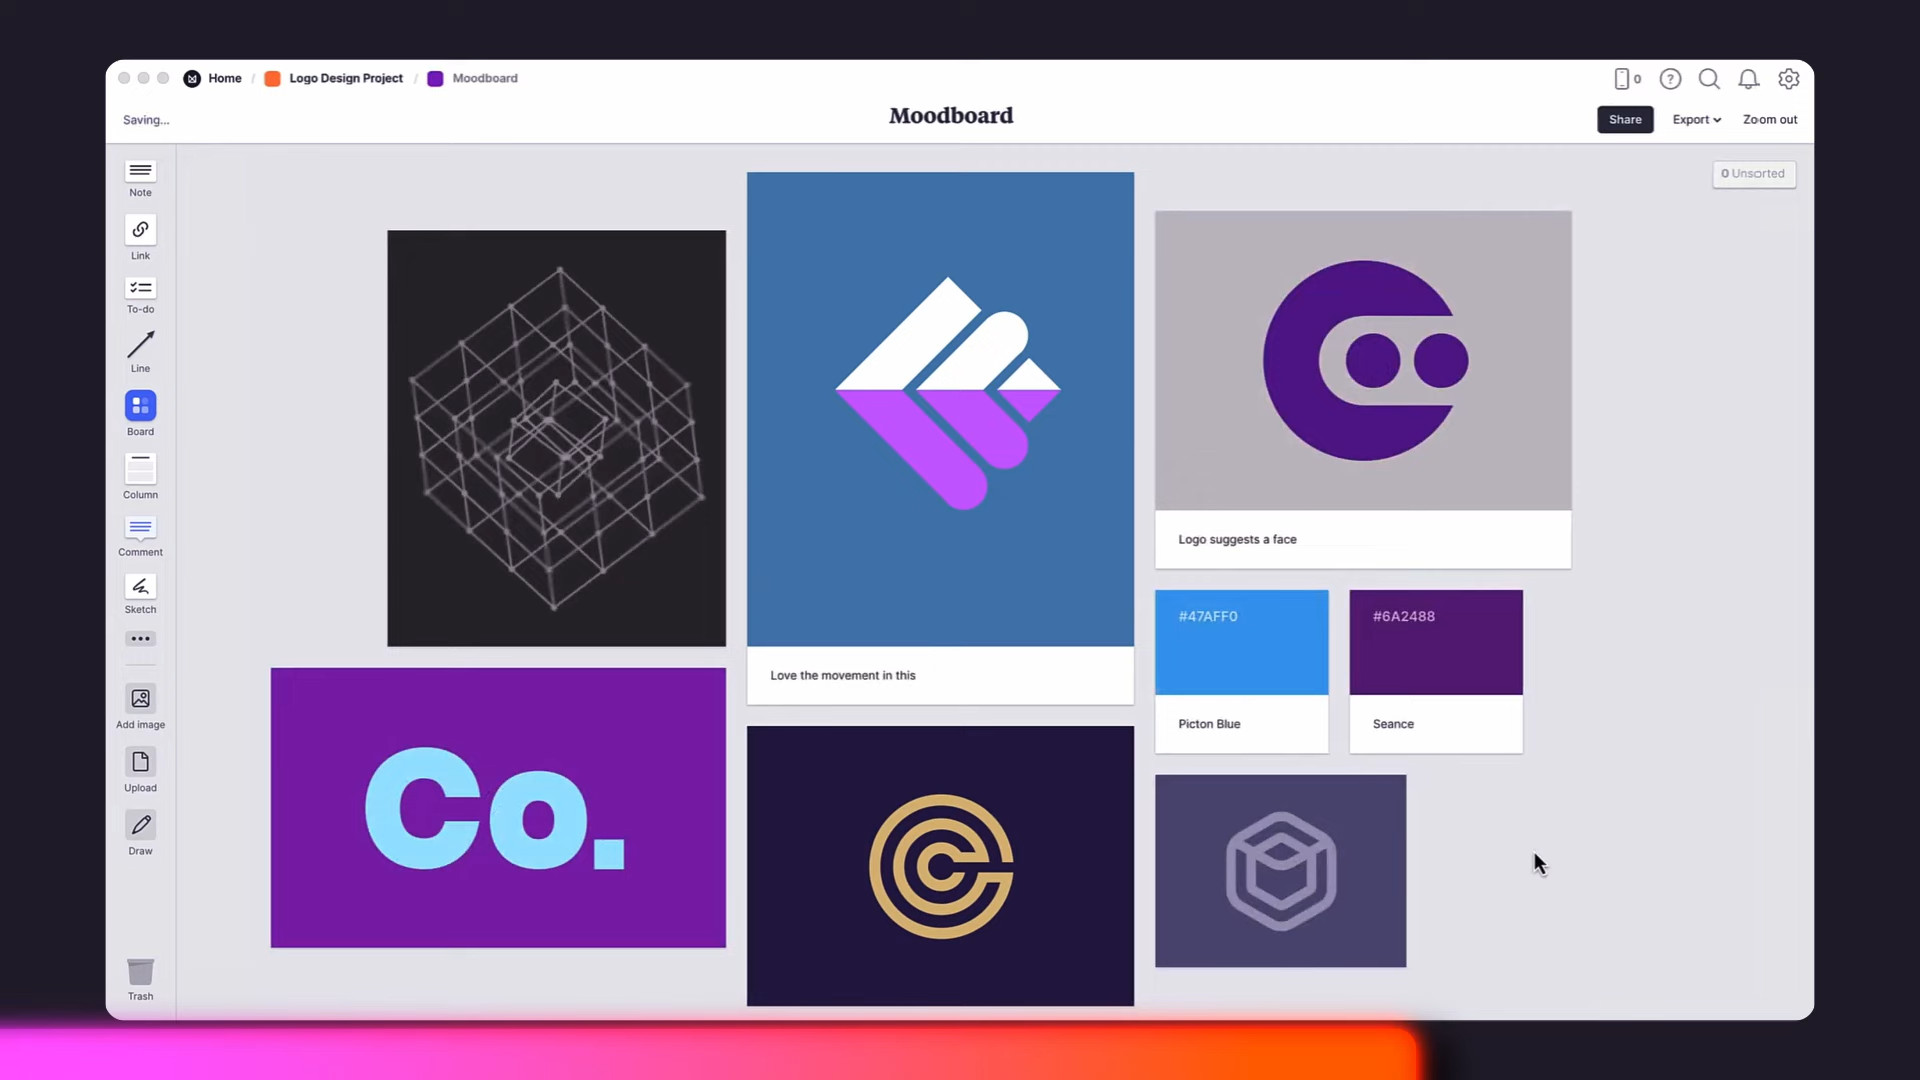 Home / Logo Design Project / Moodboard
0
Saving...
Moodboard
Share
Export
Zoom out
0 Unsorted
Note
Link
To-do
Line
Board
Column
Comment
Sketch
Add image
Upload
Draw
Trash
Love the movement in this
Logo suggests a face
#47AFF0
#6A2488
Picton Blue
Seance
Co.